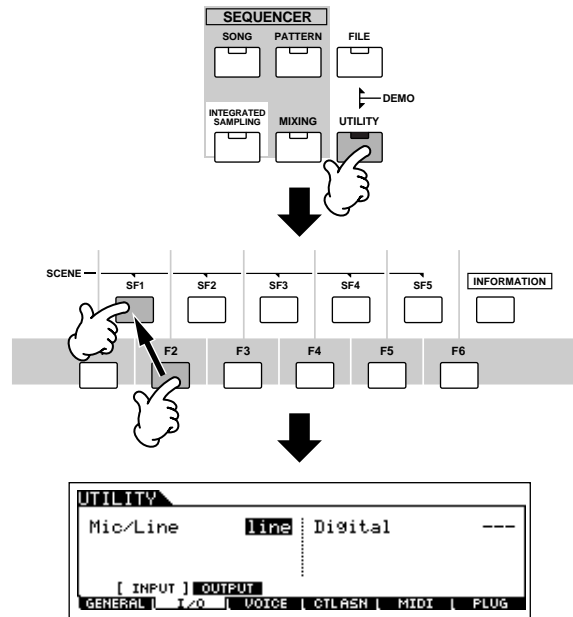 SEQUENCER
SONG PATTERN FILE
DEMO
INTEGRATED
SAMPLING MIXING UTILITY
SCENE
SF1 SF2 SF3 SF4 SF5 INFORMATION
F2 F3 F4 F5 F6
UTILITY
Mic/Line line Digital ---
[ INPUT ] OUTPUT
GENERAL I/O VOICE CTLASN MIDI PLUG